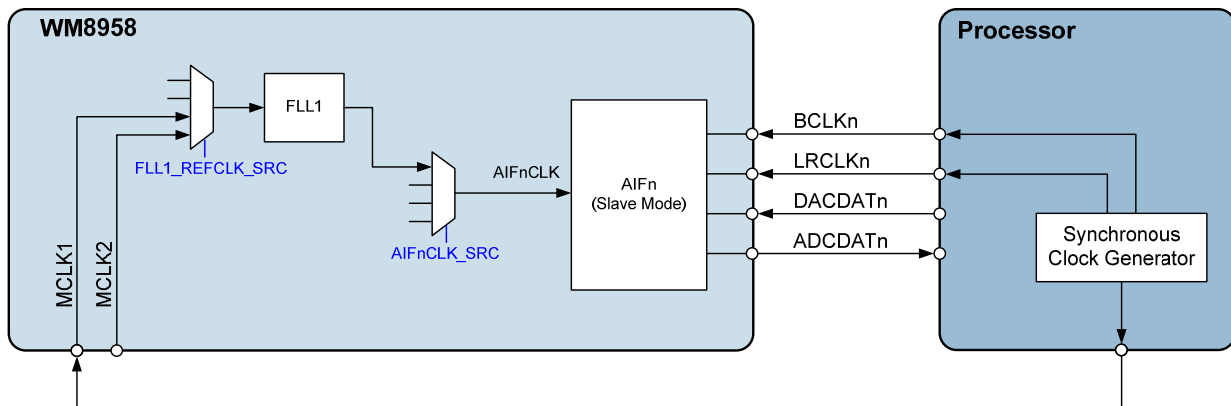 WM8958
Processor
FLL1
FLL1_REFCLK_SRC
AIFnCLK
AIFnCLK_SRC
AIFn
(Slave Mode)
BCLKn
LRCLKn
DACDATn
ADCDATn
Synchronous
Clock Generator
MCLK1
MCLK2